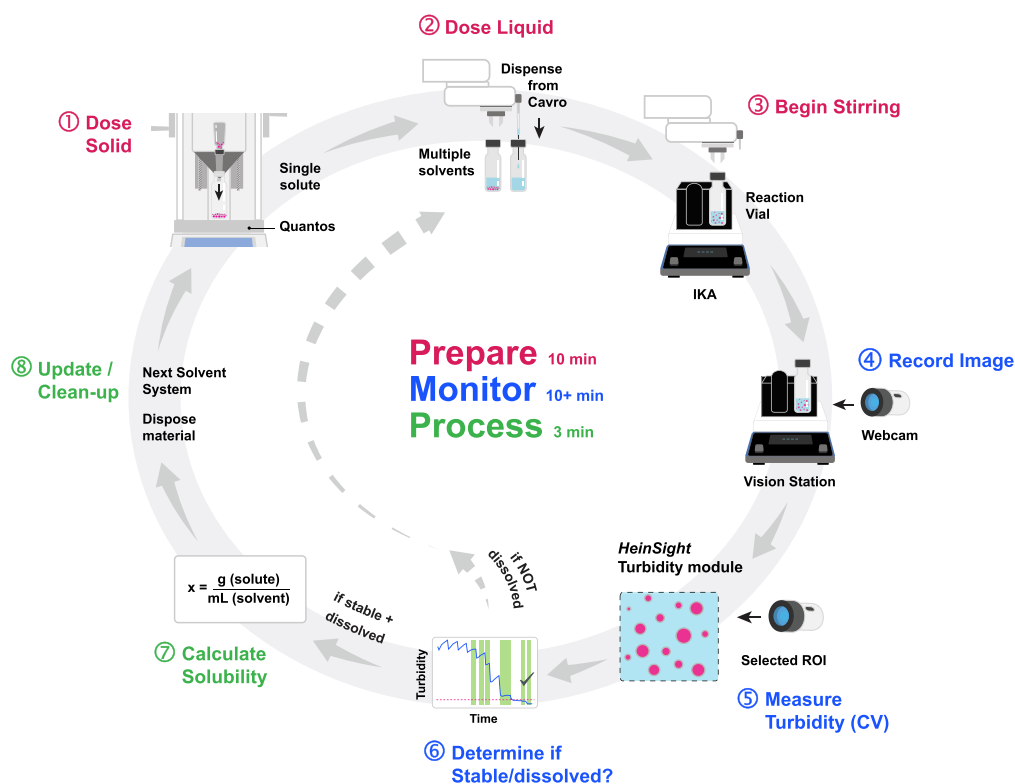 ② Dose Liquid
Dispense
from
Cavro
① Dose
Solid
③ Begin Stirring
Single
solute
Multiple
solvents
Quantos
Reaction
Vial
IKA
Prepare 10 min
Monitor 10+ min
Process 3 min
④ Record Image
Webcam
Vision Station
⑧ Update /
Clean-up
Next Solvent
System
Dispose
material
HeinSight
Turbidity module
Selected ROI
⑤ Measure
Turbidity (CV)
if NOT
dissolved
if stable +
dissolved
x = g (solute)
mL (solvent)
⑦ Calculate
Solubility
Turbidity
Time
⑥ Determine if
Stable/dissolved?